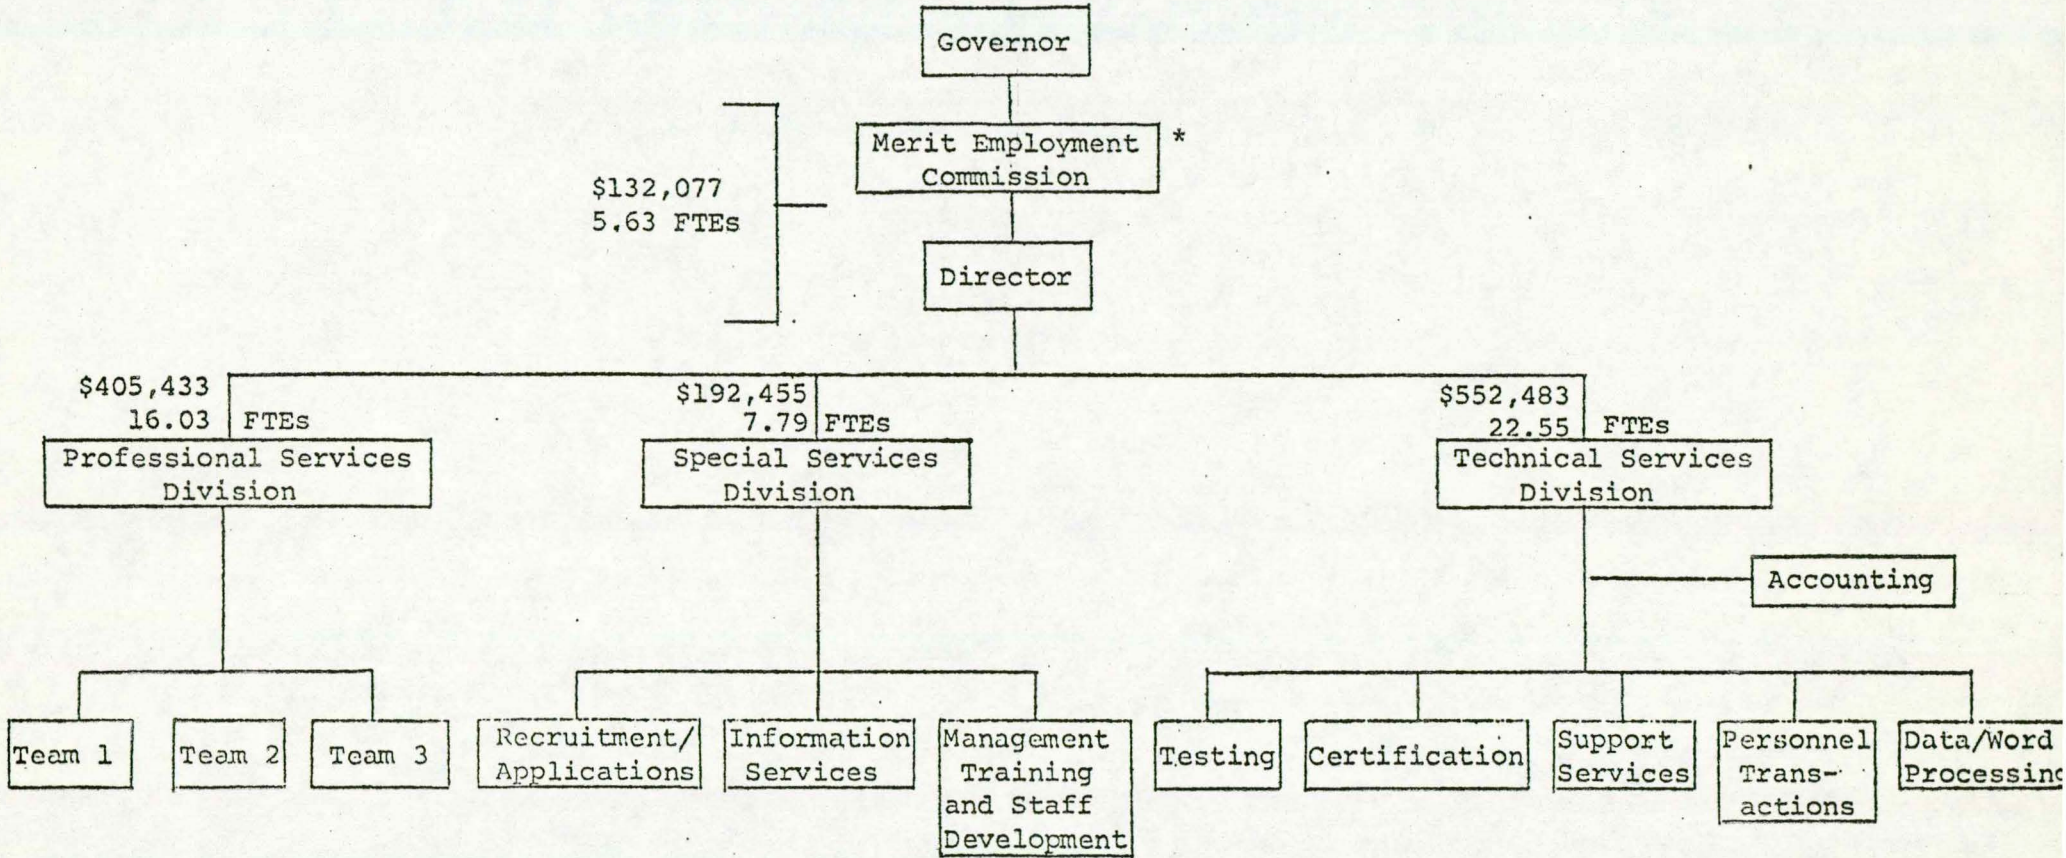 Governor
Merit Employment *
Commission
$132,077
5.63 FTEs
Director
$405,433
16.03 FTEs
Professional Services
Division
$192,455
7.79 FTEs
Special Services
Division
$552,483
22.55 FTEs
Technical Services
Division
Accounting
Team 1
Team 2
Team 3
Recruitment/
Applications
Information
Services
Management
Training
and Staff
Development
Testing
Certification
Support
Services
Personnel
Trans-
actions
Data/Word
Processing